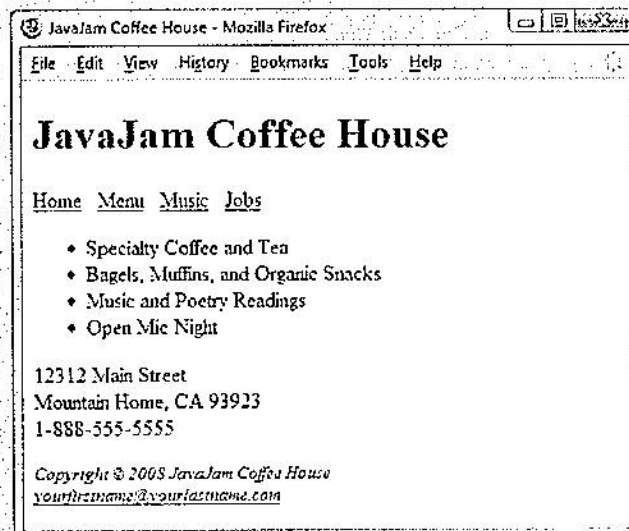 JavaJam Coffee House - Mozilla Firefox
File Edit View History Bookmarks Tools Help
JavaJam Coffee House
Home Menu Music Jobs
• Specialty Coffee and Tea
• Bagels, Muffins, and Organic Snacks
• Music and Poetry Readings
• Open Mic Night
12312 Main Street
Mountain Home, CA 93923
1-888-555-5555
Copyright © 2008 JavaJam Coffee House
yourfirstname@yourlastname.com